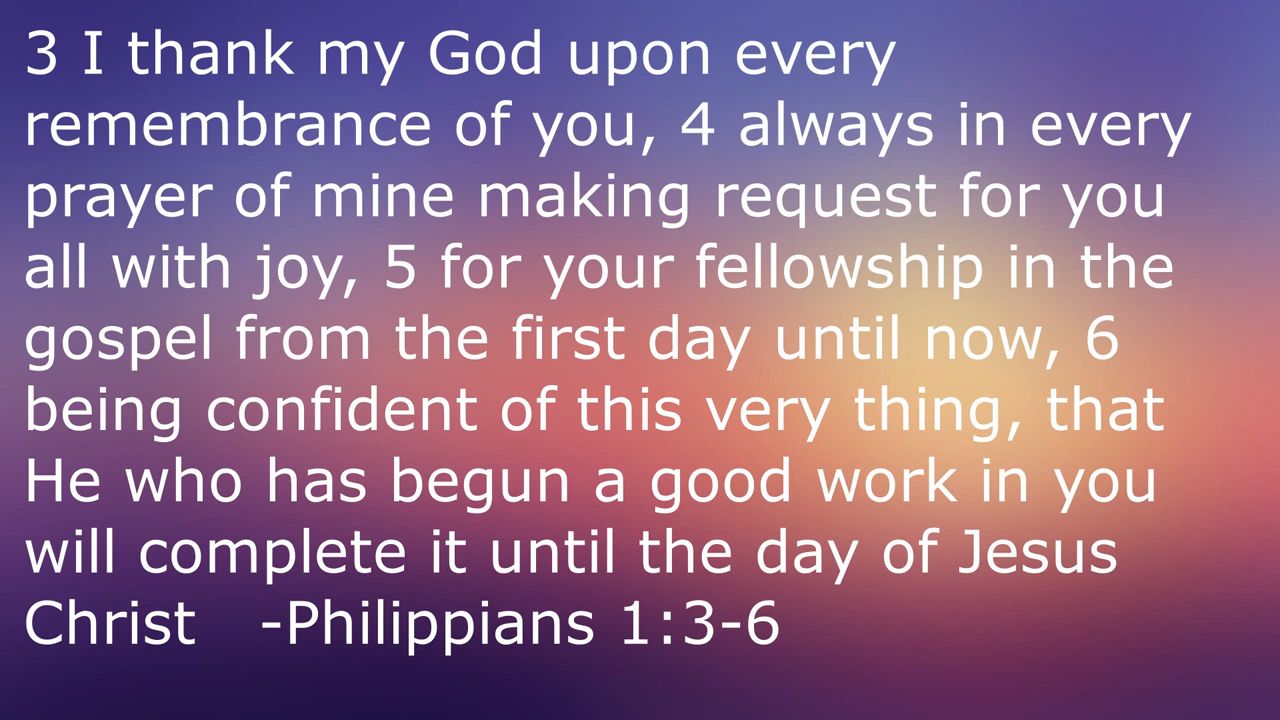 3 I thank my God upon every
remembrance of you, 4 always in every
prayer of mine making request for you
all with joy, 5 for your fellowship in the
gospel from the first day until now, 6
being confident of this very thing, that
He who has begun a good work in you
will complete it until the day of Jesus
Christ   -Philippians 1:3-6